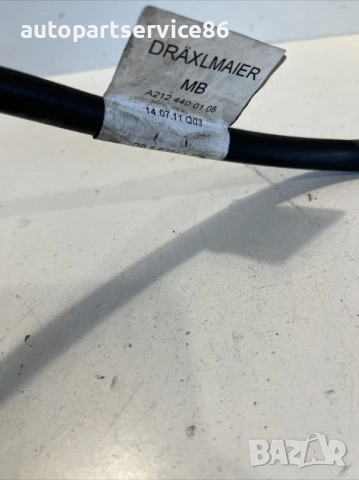 autopartservice86
DRÄXLMAIER
MB
A212 440 01.08
14.07.11 Q03
BAZAR